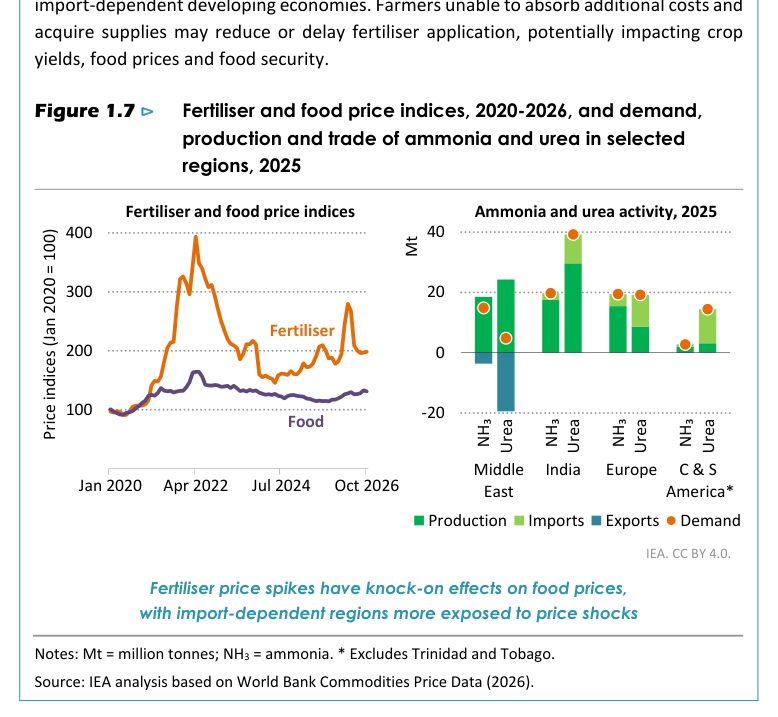 import-dependent developing economies. Farmers unable to absorb additional costs and
acquire supplies may reduce or delay fertiliser application, potentially impacting crop
yields, food prices and food security.
Figure 1.7 ▷ Fertiliser and food price indices, 2020-2026, and demand,
production and trade of ammonia and urea in selected
regions, 2025
Fertiliser and food price indices
Price indices (Jan 2020 = 100)
400
300
200
100
Fertiliser
Food
Jan 2020 Apr 2022 Jul 2024 Oct 2026
Ammonia and urea activity, 2025
Mt
40
20
0
-20
NH₃ Urea NH₃ Urea NH₃ Urea NH₃ Urea
Middle India Europe C & S
East America*
Production Imports Exports Demand
IEA. CC BY 4.0.
Fertiliser price spikes have knock-on effects on food prices,
with import-dependent regions more exposed to price shocks
Notes: Mt = million tonnes; NH₃ = ammonia. * Excludes Trinidad and Tobago.
Source: IEA analysis based on World Bank Commodities Price Data (2026).